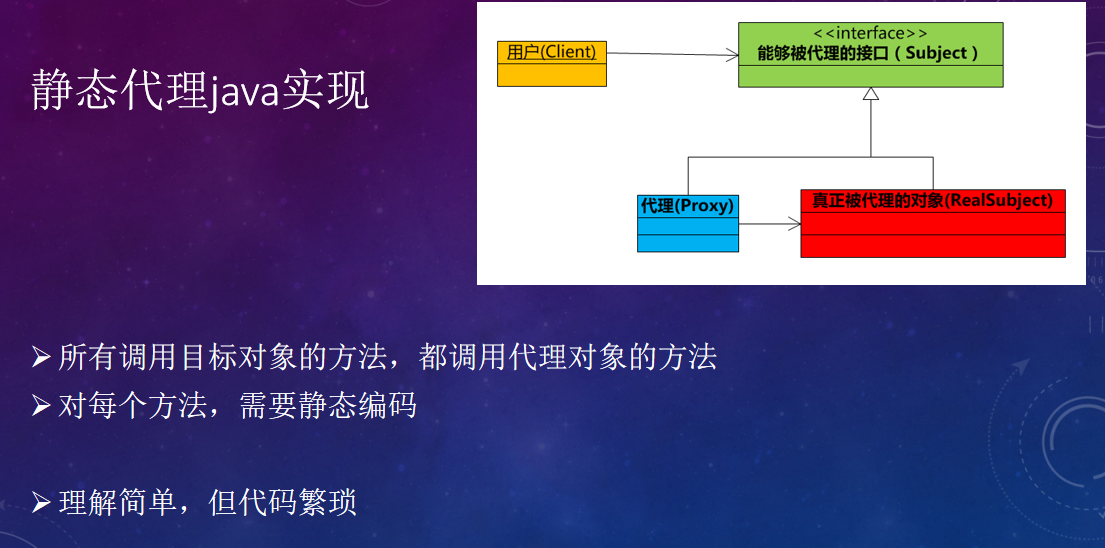 静态代理java实现
用户(Client)
<<interface>>
能够被代理的接口（Subject）
代理(Proxy)
真正被代理的对象(RealSubject)
➢所有调用目标对象的方法，都调用代理对象的方法
➢对每个方法，需要静态编码
➢理解简单，但代码繁琐